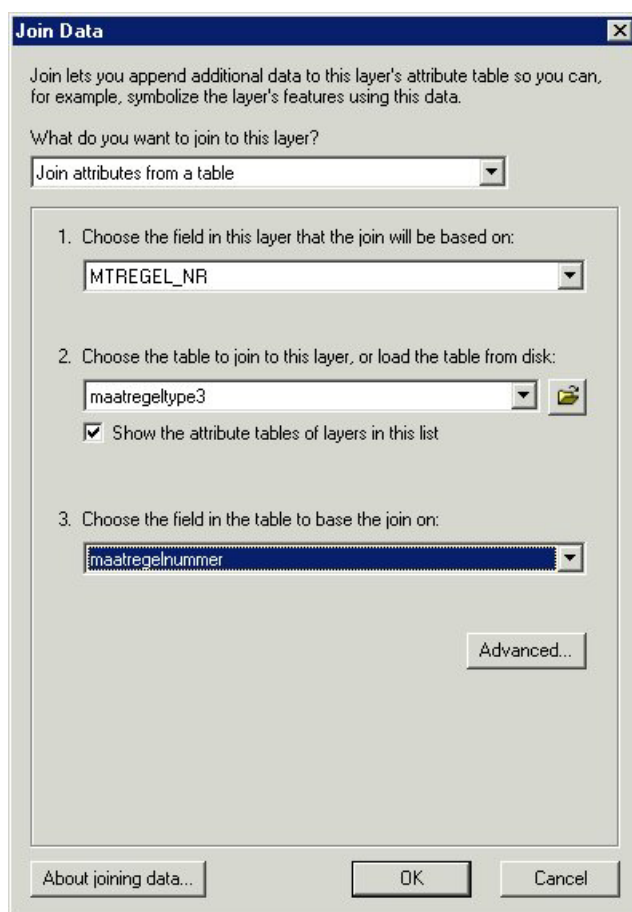 Join Data
Join lets you append additional data to this layer's attribute table so you can,
for example, symbolize the layer's features using this data.
What do you want to join to this layer?
Join attributes from a table
1. Choose the field in this layer that the join will be based on:
MTREGEL_NR
2. Choose the table to join to this layer, or load the table from disk:
maatregeltype3
Show the attribute tables of layers in this list
3. Choose the field in the table to base the join on:
maatregelnummer
Advanced...
About joining data...
OK
Cancel